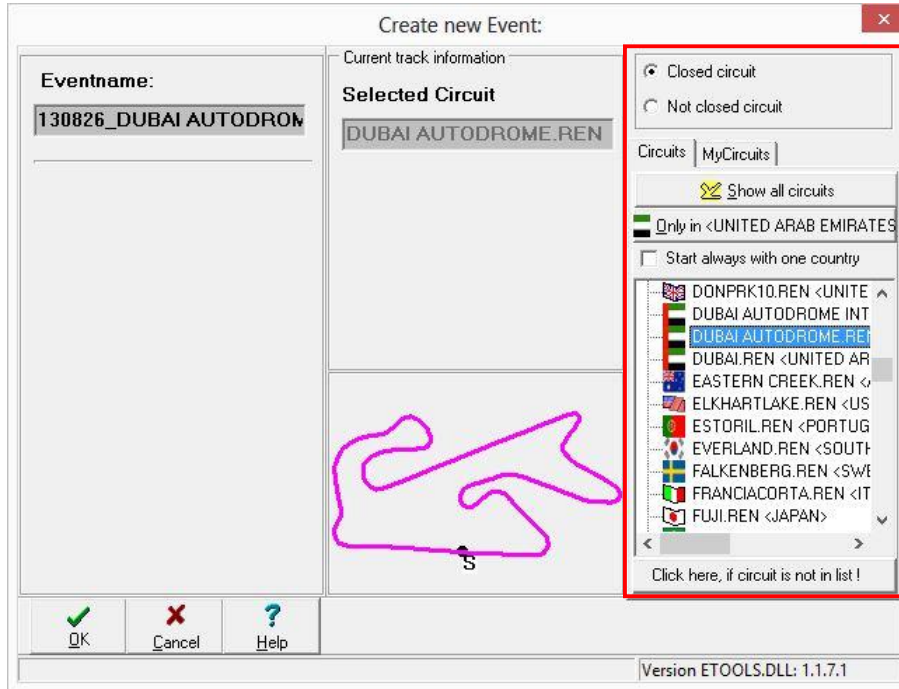 Create new Event:
Eventname:
130826_DUBAI AUTODROM
Current track information
Selected Circuit
DUBAI AUTODROME.REN
Closed circuit
Not closed circuit
Circuits
MyCircuits
Show all circuits
Only in <UNITED ARAB EMIRATES
Start always with one country
DONPRK10.REN <UNITE
DUBAI AUTODROME INT
DUBAI AUTODROME.REN
DUBAI.REN <UNITED AR
EASTERN CREEK.REN <A
ELKHARTLAKE.REN <US
ESTORIL.REN <PORTUG
EVERLAND.REN <SOUTH
FALKENBERG.REN <SWE
FRANCIACORTA.REN <IT
FUJI.REN <JAPAN>
Click here, if circuit is not in list !
S
OK
Cancel
Help
Version ETOOLS.DLL: 1.1.7.1